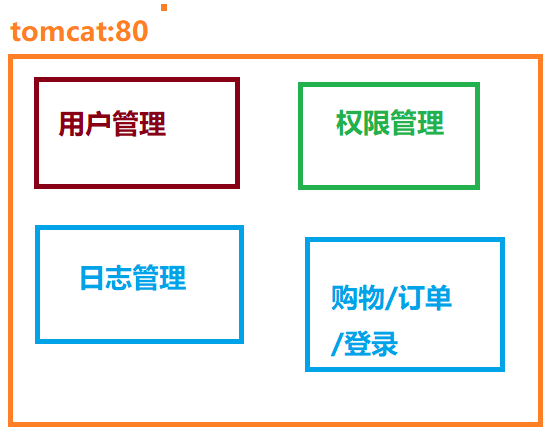 tomcat:80
用户管理
权限管理
日志管理
购物/订单
/登录